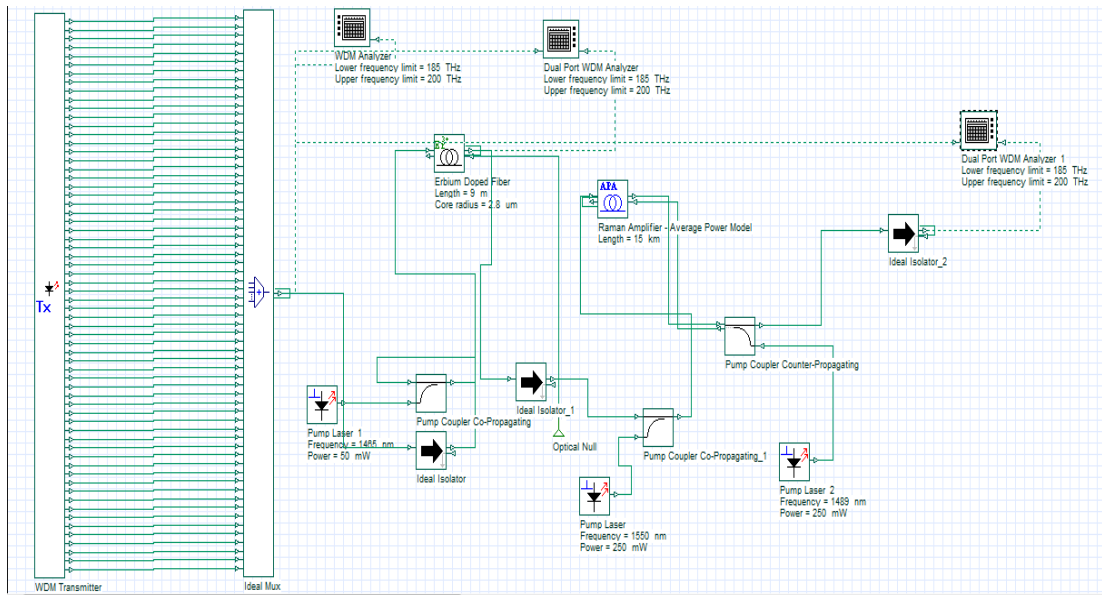 WDM Analyzer
Lower frequency limit = 185 THz
Upper frequency limit = 200 THz
Dual Port WDM Analyzer
Lower frequency limit = 185 THz
Upper frequency limit = 200 THz
Dual Port WDM Analyzer 1
Lower frequency limit = 185 THz
Upper frequency limit = 200 THz
Erbium Doped Fiber
Length = 9 m
Core radius = 2.8 um
APA
Raman Amplifier - Average Power Model
Length = 15 km
Ideal Isolator_2
Tx
Pump Coupler Counter-Propagating
Ideal Isolator_1
Pump Coupler Co-Propagating
Pump Laser 1
Frequency = 1465 nm
Power = 50 mW
Optical Null
Pump Coupler Co-Propagating_1
Ideal Isolator
Pump Laser 2
Frequency = 1489 nm
Power = 250 mW
Pump Laser
Frequency = 1550 nm
Power = 250 mW
WDM Transmitter
Ideal Mux